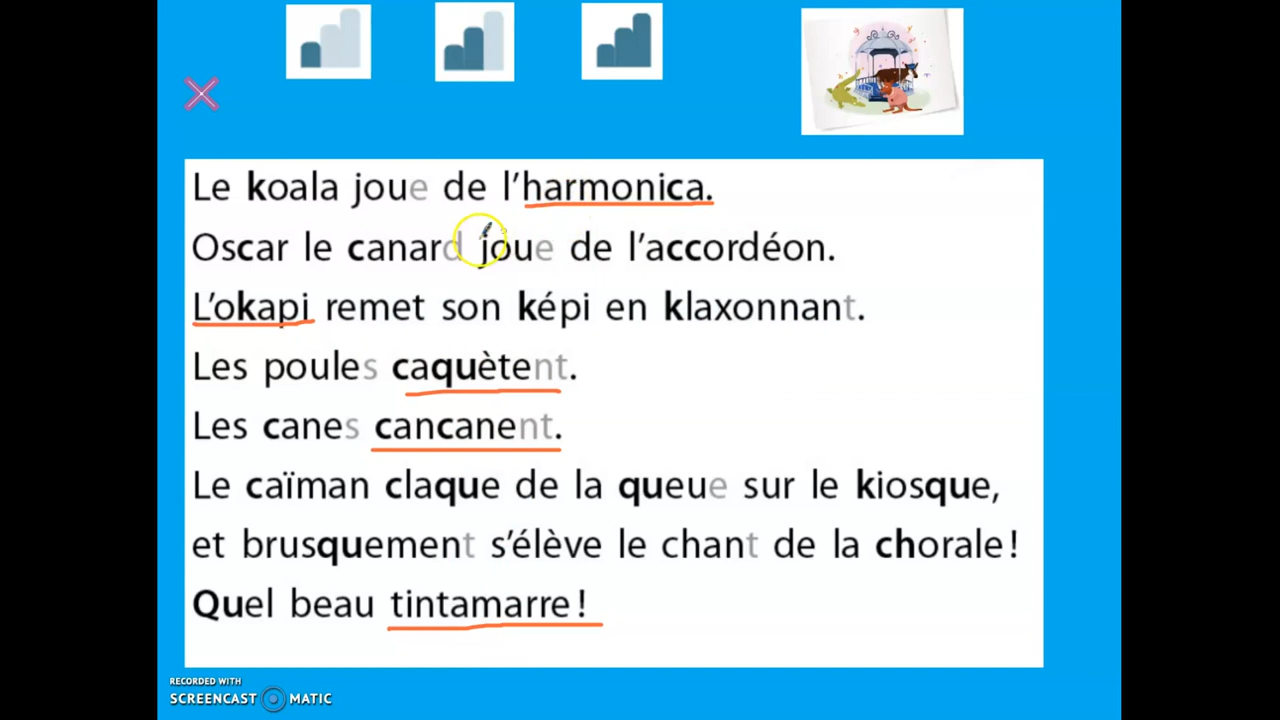 Le koala joue de l'harmonica.
Oscar le canard joue de l'accordéon.
L'okapi remet son képi en klaxonnant.
Les poules caquètent.
Les canes cancanent.
Le caïman claque de la queue sur le kiosque,
et brusquement s'élève le chant de la chorale !
Quel beau tintamarre !
RECORDED WITH
SCREENCAST MATIC